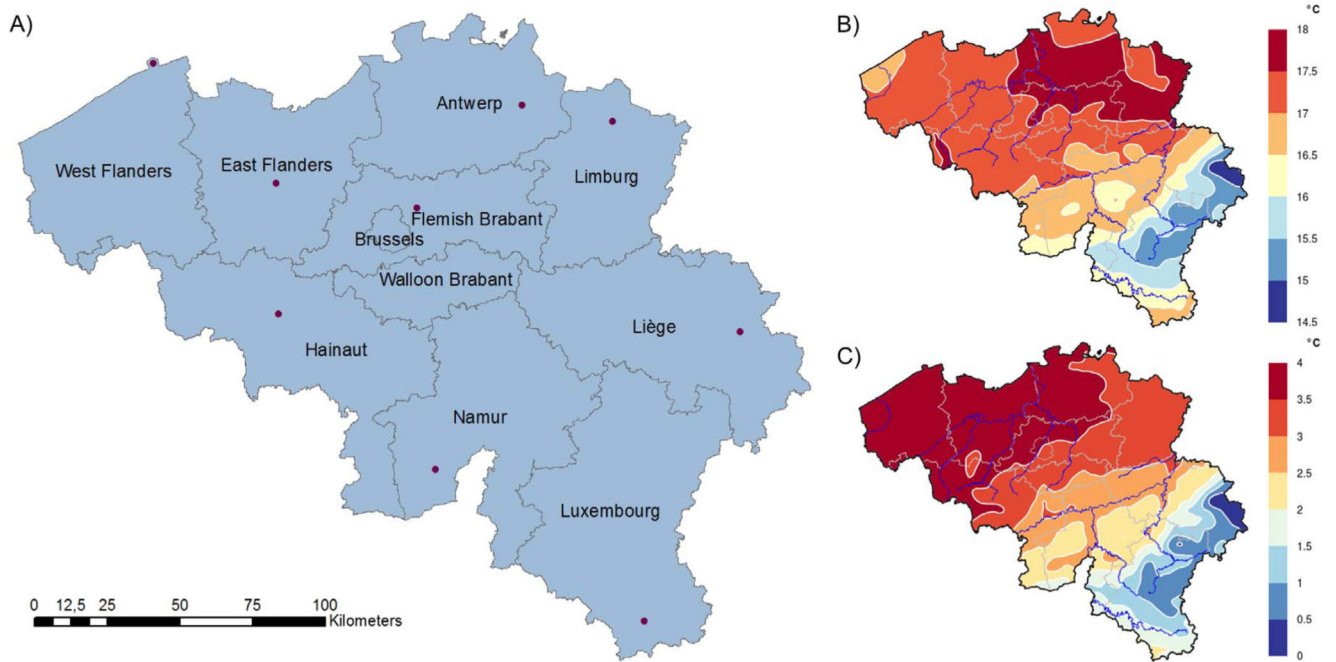 A)
Antwerp
West Flanders
East Flanders
Limburg
Flemish Brabant
Brussels
Walloon Brabant
Liège
Hainaut
Namur
Luxembourg
0 12,5 25 50 75 100
Kilometers
B)
°C
18
17.5
17
16.5
16
15.5
15
14.5
C)
°C
4
3.5
3
2.5
2
1.5
1
0.5
0